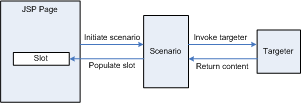 JSP Page
Slot
Initiate scenario
Populate slot
Scenario
Invoke targeter
Return content
Targeter